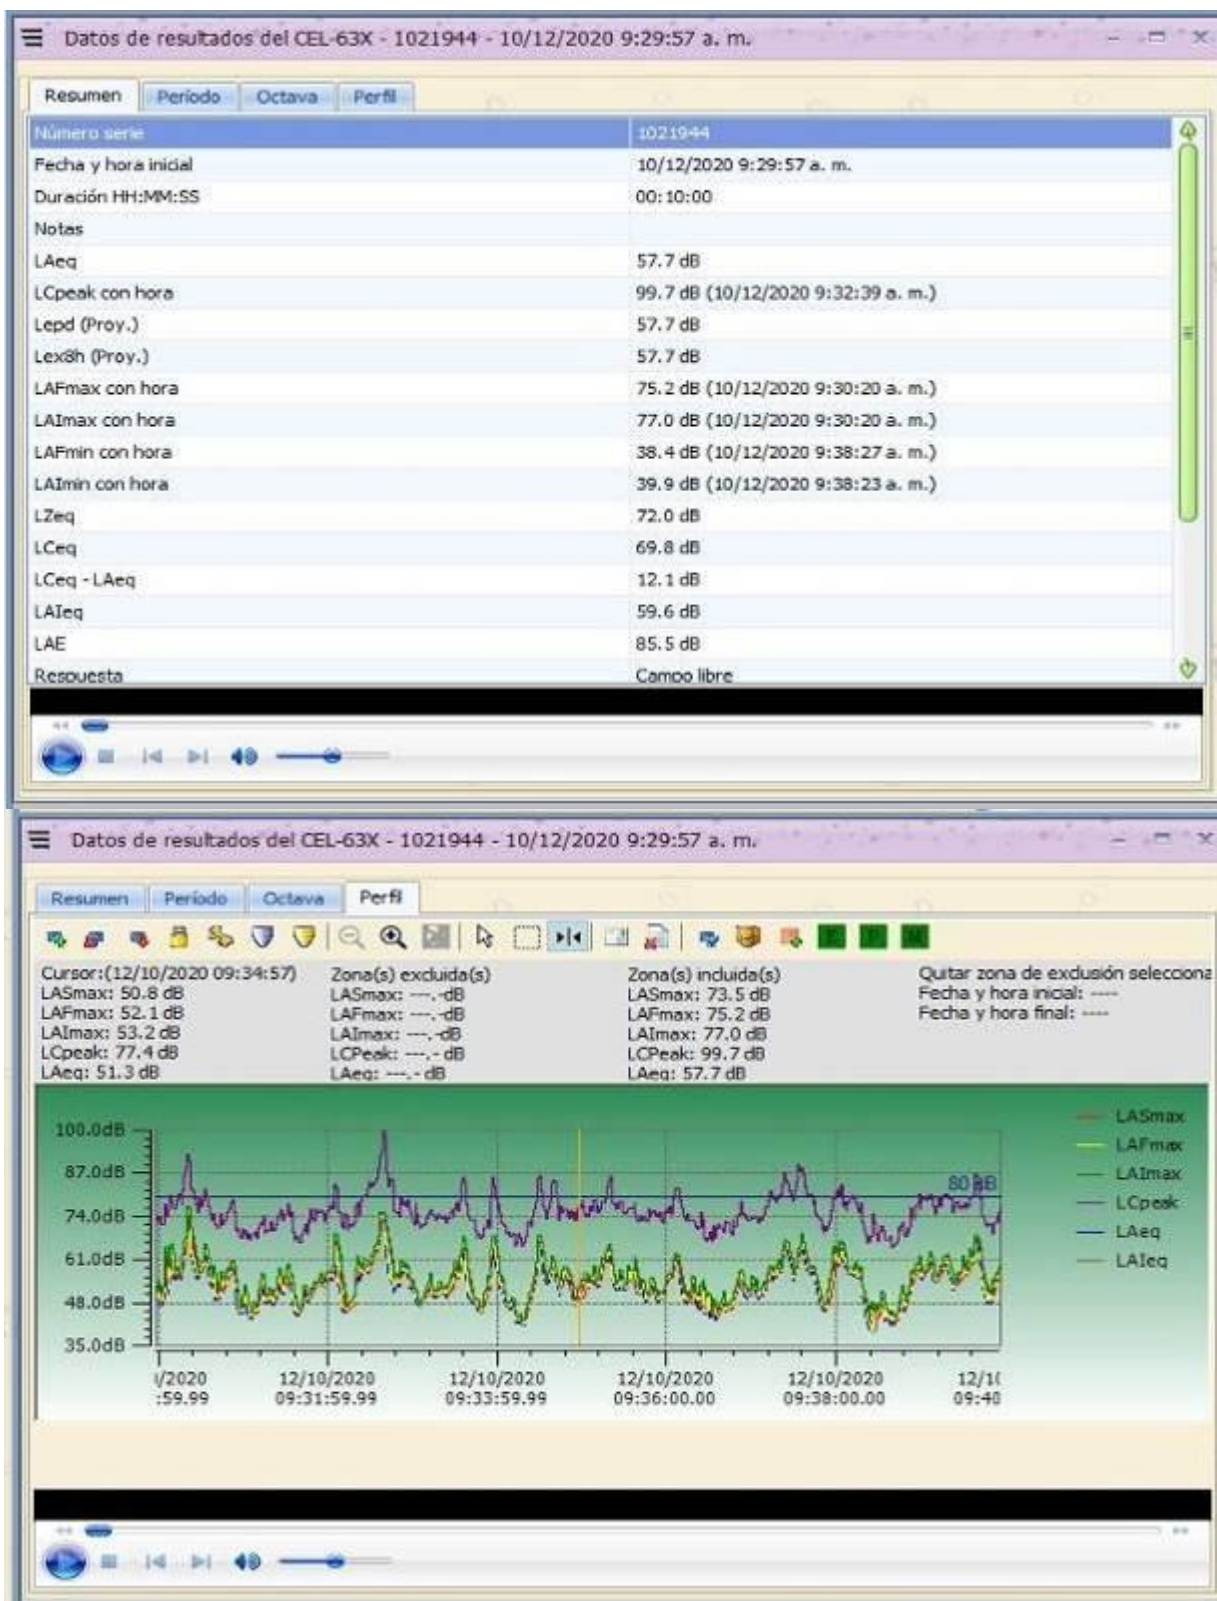 Datos de resultados del CEL-63X - 1021944 - 10/12/2020 9:29:57 a. m.
Resumen Período Octava Perfil
Número serie 1021944
Fecha y hora inicial 10/12/2020 9:29:57 a. m.
Duración HH:MM:SS 00:10:00
Notas
LAeq 57.7 dB
LCpeak con hora 99.7 dB (10/12/2020 9:32:39 a. m.)
Lepd (Proy.) 57.7 dB
Lex8h (Proy.) 57.7 dB
LAFmax con hora 75.2 dB (10/12/2020 9:30:20 a. m.)
LAImax con hora 77.0 dB (10/12/2020 9:30:20 a. m.)
LAFmin con hora 38.4 dB (10/12/2020 9:38:27 a. m.)
LAImin con hora 39.9 dB (10/12/2020 9:38:23 a. m.)
LZeq 72.0 dB
LCeq 69.8 dB
LCeq - LAeq 12.1 dB
LAIeq 59.6 dB
LAE 85.5 dB
Respuesta Campo libre
Datos de resultados del CEL-63X - 1021944 - 10/12/2020 9:29:57 a. m.
Resumen Período Octava Perfil
Cursor:(12/10/2020 09:34:57) Zona(s) excluida(s) Zona(s) incluida(s) Quitar zona de exclusión selecciona
LASmax: 50.8 dB LASmax: ---.-dB LASmax: 73.5 dB Fecha y hora inicial: ----
LAFmax: 52.1 dB LAFmax: ---.-dB LAFmax: 75.2 dB Fecha y hora final: ----
LAImax: 53.2 dB LAImax: ---.-dB LAImax: 77.0 dB
LCpeak: 77.4 dB LCPeak: ---.- dB LCPeak: 99.7 dB
LAeq: 51.3 dB LAeq: ---.- dB LAeq: 57.7 dB
100.0dB
87.0dB
74.0dB
61.0dB
48.0dB
35.0dB
80 dB
LASmax
LAFmax
LAImax
LCpeak
LAeq
LAIeq
/2020 12/10/2020 12/10/2020 12/10/2020 12/10/2020 12/1
:59.99 09:31:59.99 09:33:59.99 09:36:00.00 09:38:00.00 09:40